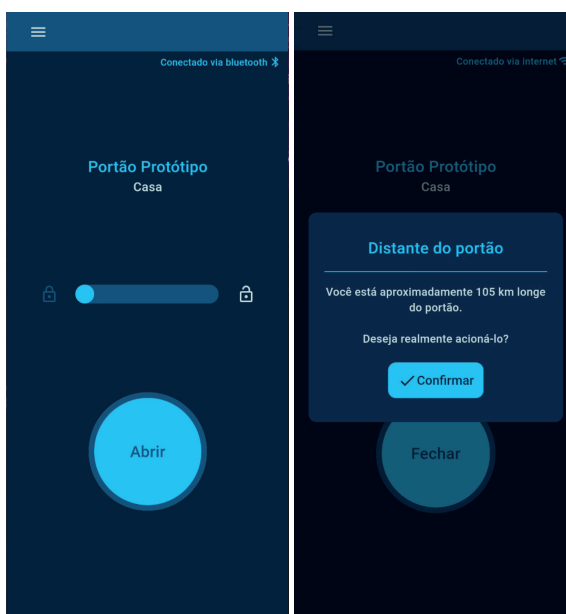 Conectado via bluetooth
Portão Protótipo
Casa
Abrir
Conectado via internet
Portão Protótipo
Casa
Distante do portão
Você está aproximadamente 105 km longe
do portão.
Deseja realmente acioná-lo?
Confirmar
Fechar